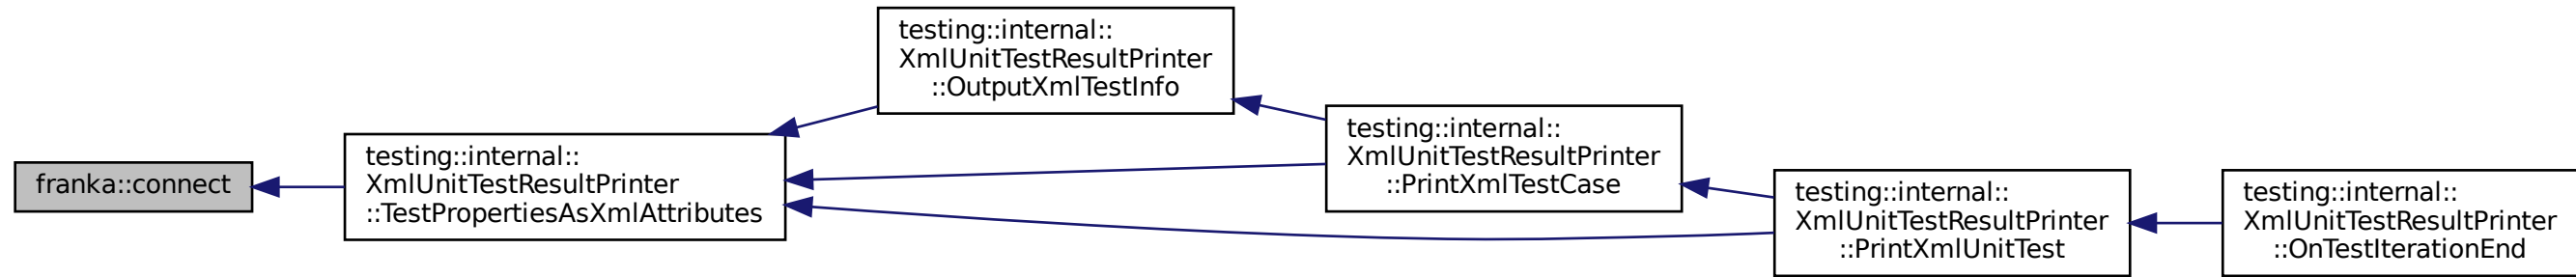 franka::connect
testing::internal::
XmlUnitTestResultPrinter
::TestPropertiesAsXmlAttributes
testing::internal::
XmlUnitTestResultPrinter
::OutputXmlTestInfo
testing::internal::
XmlUnitTestResultPrinter
::PrintXmlTestCase
testing::internal::
XmlUnitTestResultPrinter
::PrintXmlUnitTest
testing::internal::
XmlUnitTestResultPrinter
::OnTestIterationEnd